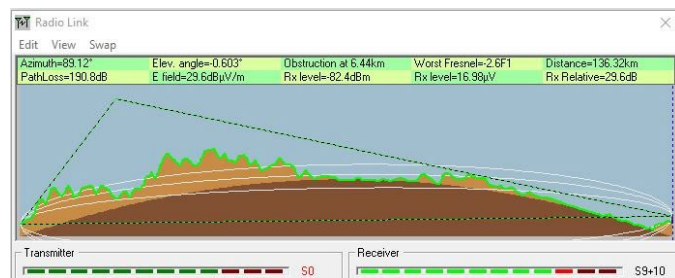 Radio Link
Edit View Swap
Azimuth=89.12° Elev. angle=-0.603° Obstruction at 6.44km Worst Fresnel=-2.6F1 Distance=136.32km
PathLoss=190.8dB E field=29.6dBµV/m Rx level=-82.4dBm Rx level=16.98µV Rx Relative=29.6dB
Transmitter Receiver
S0 S9+10